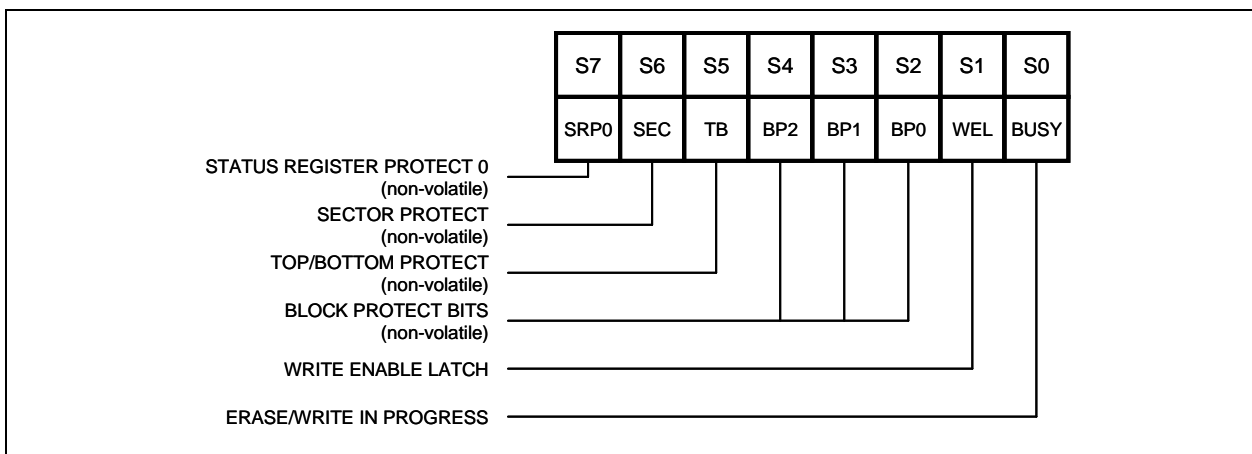 S7 S6 S5 S4 S3 S2 S1 S0
SRP0 SEC TB BP2 BP1 BP0 WEL BUSY
STATUS REGISTER PROTECT 0
(non-volatile)
SECTOR PROTECT
(non-volatile)
TOP/BOTTOM PROTECT
(non-volatile)
BLOCK PROTECT BITS
(non-volatile)
WRITE ENABLE LATCH
ERASE/WRITE IN PROGRESS